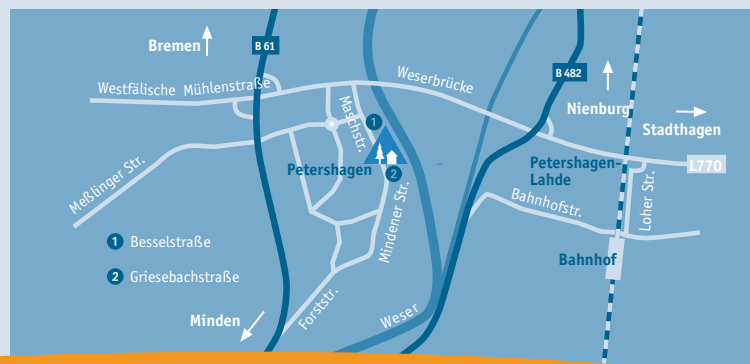 Bremen
B 61
B 482
Westfälische Mühlenstraße
Weserbrücke
Nienburg
Stadthagen
Maschstr.
1
Petershagen
2
Petershagen-
Lahde
L770
Meßlinger Str.
Mindener Str.
Bahnhofstr.
Loher Str.
1 Besselstraße
2 Griesebachstraße
Bahnhof
Minden
Forststr.
Weser